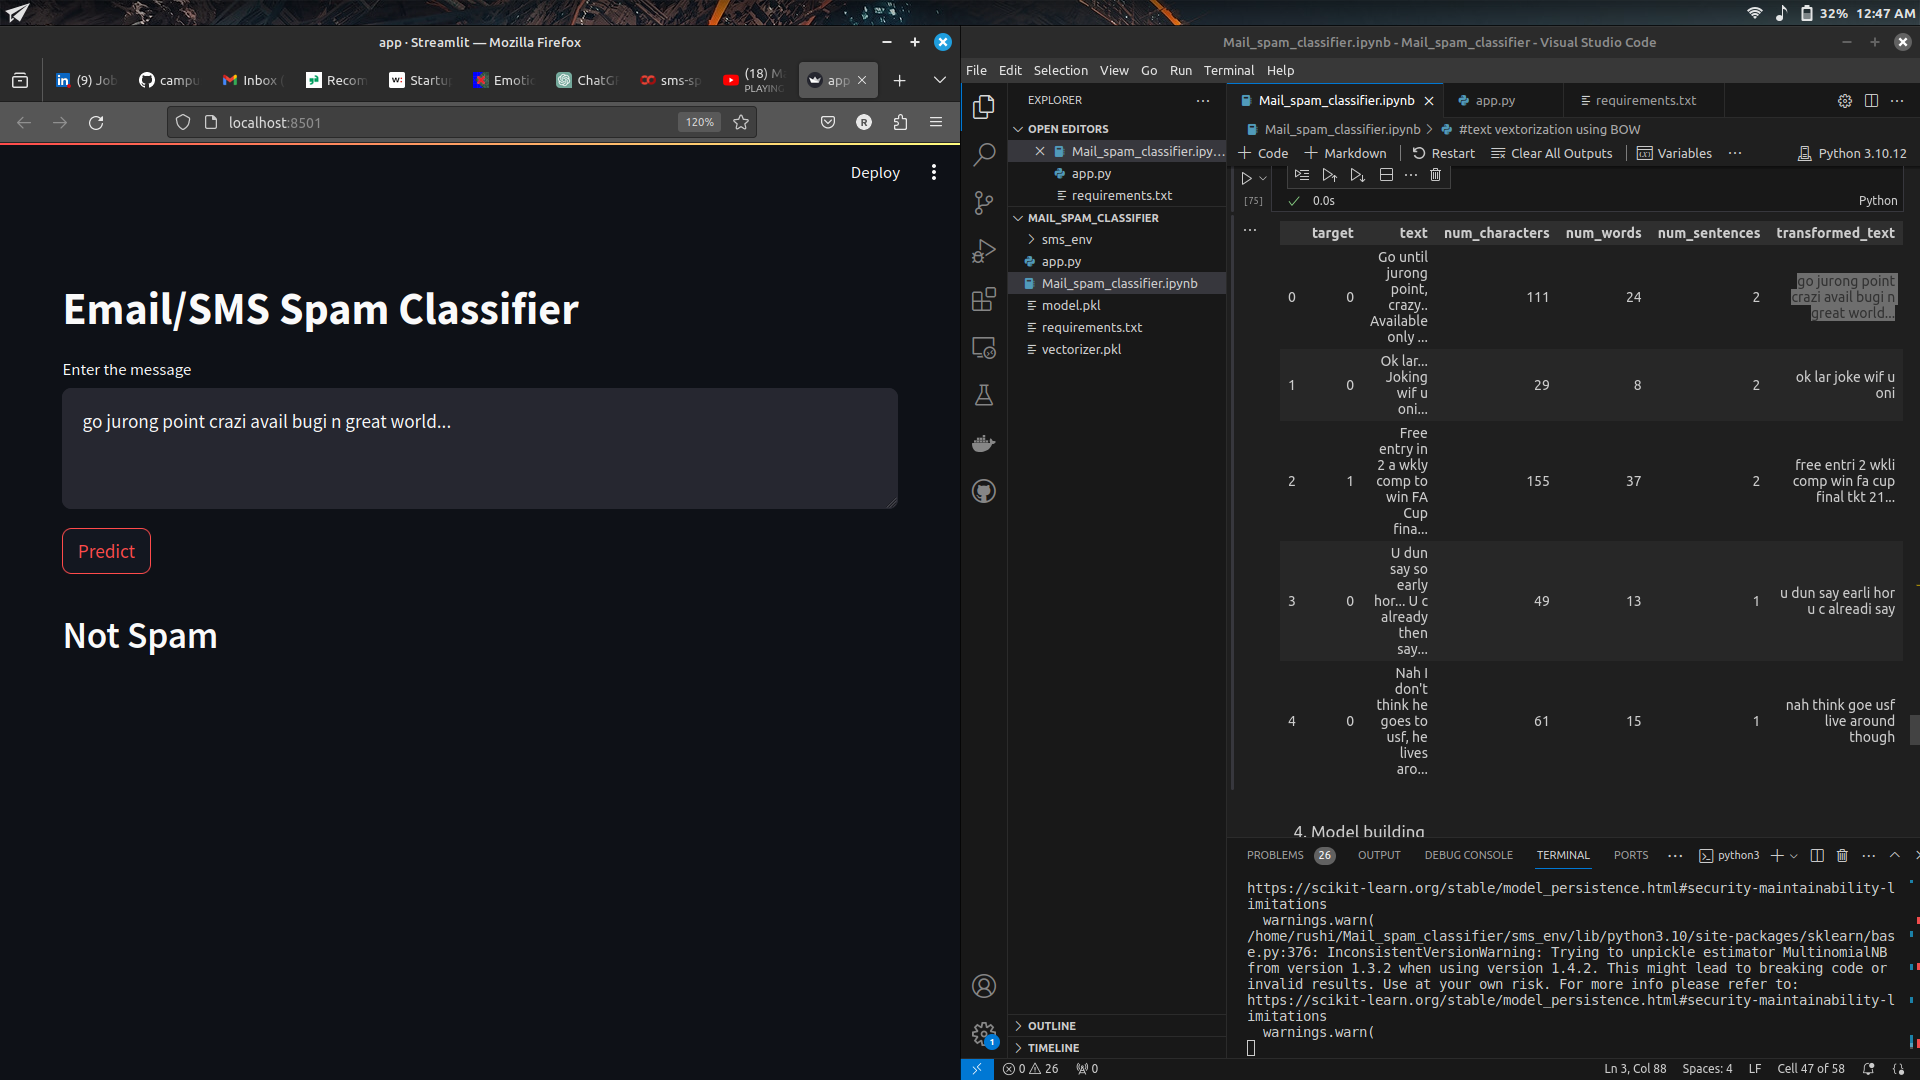 32% 12:47 AM
app · Streamlit — Mozilla Firefox
(9) Job
campu
Inbox (
Recom
Startu
Emotio
ChatGP
sms-sp
(18) M
PLAYING
app
localhost:8501
120%
R
Deploy
Email/SMS Spam Classifier
Enter the message
go jurong point crazi avail bugi n great world...
Predict
Not Spam
Mail_spam_classifier.ipynb - Mail_spam_classifier - Visual Studio Code
File Edit Selection View Go Run Terminal Help
EXPLORER
OPEN EDITORS
Mail_spam_classifier.ipy...
app.py
requirements.txt
MAIL_SPAM_CLASSIFIER
sms_env
app.py
Mail_spam_classifier.ipynb
model.pkl
requirements.txt
vectorizer.pkl
OUTLINE
TIMELINE
1
Mail_spam_classifier.ipynb app.py requirements.txt
Mail_spam_classifier.ipynb > #text vextorization using BOW
Code Markdown Restart Clear All Outputs Variables ... Python 3.10.12
[75] 0.0s Python
target text num_characters num_words num_sentences transformed_text
0 0 Go until jurong point, crazy.. Available only ... 111 24 2 go jurong point crazi avail bugi n great world...
1 0 Ok lar... Joking wif u oni... 29 8 2 ok lar joke wif u oni
2 1 Free entry in 2 a wkly comp to win FA Cup fina... 155 37 2 free entri 2 wkli comp win fa cup final tkt 21...
3 0 U dun say so early hor... U c already then say... 49 13 1 u dun say earli hor u c alreadi say
4 0 Nah I don't think he goes to usf, he lives aro... 61 15 1 nah think goe usf live around though
4. Model building
PROBLEMS 26 OUTPUT DEBUG CONSOLE TERMINAL PORTS ... python3
https://scikit-learn.org/stable/model_persistence.html#security-maintainability-l
imitations
warnings.warn(
/home/rushi/Mail_spam_classifier/sms_env/lib/python3.10/site-packages/sklearn/bas
e.py:376: InconsistentVersionWarning: Trying to unpickle estimator MultinomialNB
from version 1.3.2 when using version 1.4.2. This might lead to breaking code or
invalid results. Use at your own risk. For more info please refer to:
https://scikit-learn.org/stable/model_persistence.html#security-maintainability-l
imitations
warnings.warn(
0 26 0 Ln 3, Col 88 Spaces: 4 LF Cell 47 of 58